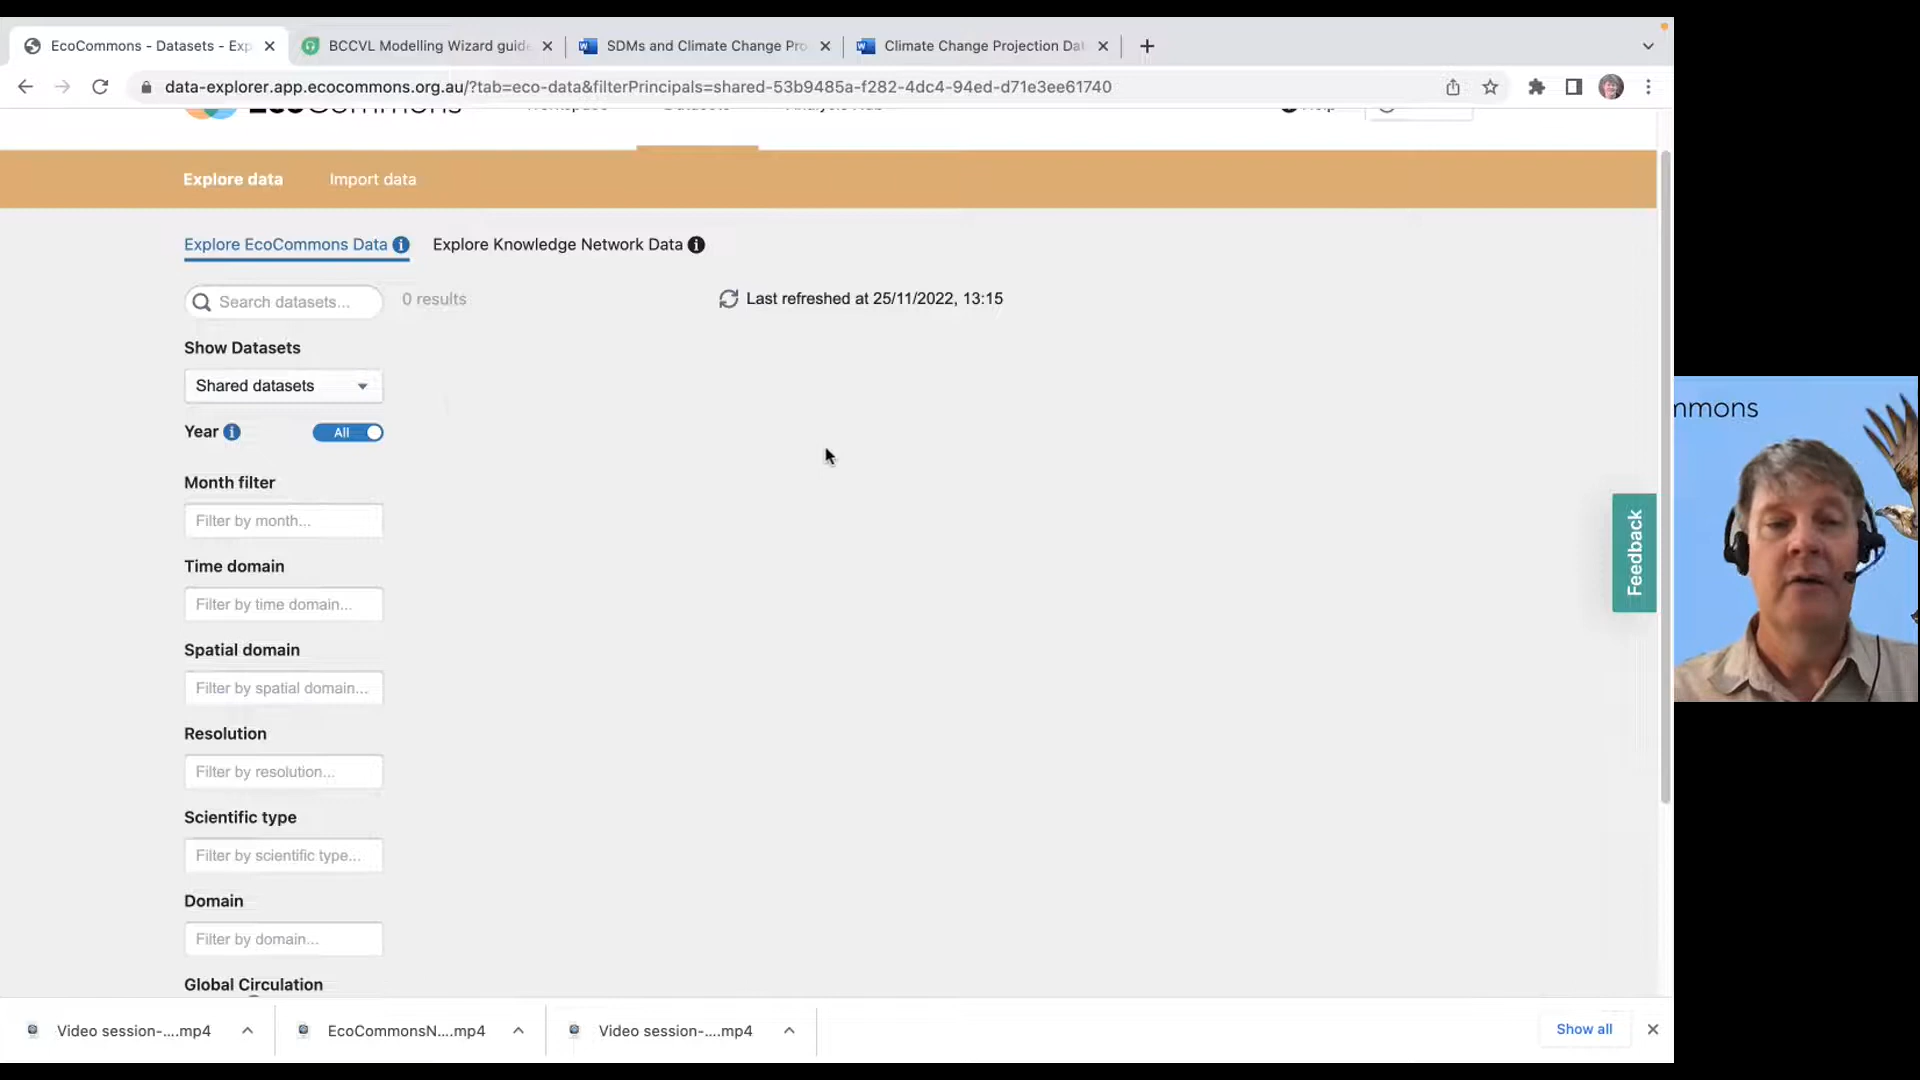 EcoCommons - Datasets - Exp
BCCVL Modelling Wizard guid
SDMs and Climate Change Pro
Climate Change Projection Da
data-explorer.app.ecocommons.org.au/?tab=eco-data&filterPrincipals=shared-53b9485a-f282-4dc4-94ed-d71e3ee61740
Explore data
Import data
Explore EcoCommons Data
Explore Knowledge Network Data
Search datasets...
0 results
Last refreshed at 25/11/2022, 13:15
Show Datasets
Shared datasets
Year
All
Month filter
Filter by month...
Time domain
Filter by time domain...
Spatial domain
Filter by spatial domain...
Resolution
Filter by resolution...
Scientific type
Filter by scientific type...
Domain
Filter by domain...
Global Circulation
Feedback
mmons
Video session-....mp4
EcoCommonsN....mp4
Video session-....mp4
Show all